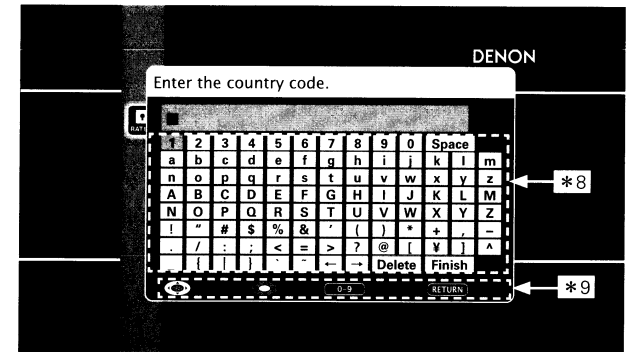 DENON
Enter the country code.
RATI
1 2 3 4 5 6 7 8 9 0 Space
a b c d e f g h i j k l m
n o p q r s t u v w x y z
A B C D E F G H I J K L M
N O P Q R S T U V W X Y Z
! " # $ % & ' ( ) * + , –
. / : ; < = > ? @ [ ¥ ] ^
_ { | } ` ~ ← → Delete Finish
*8
0-9 RETURN
*9